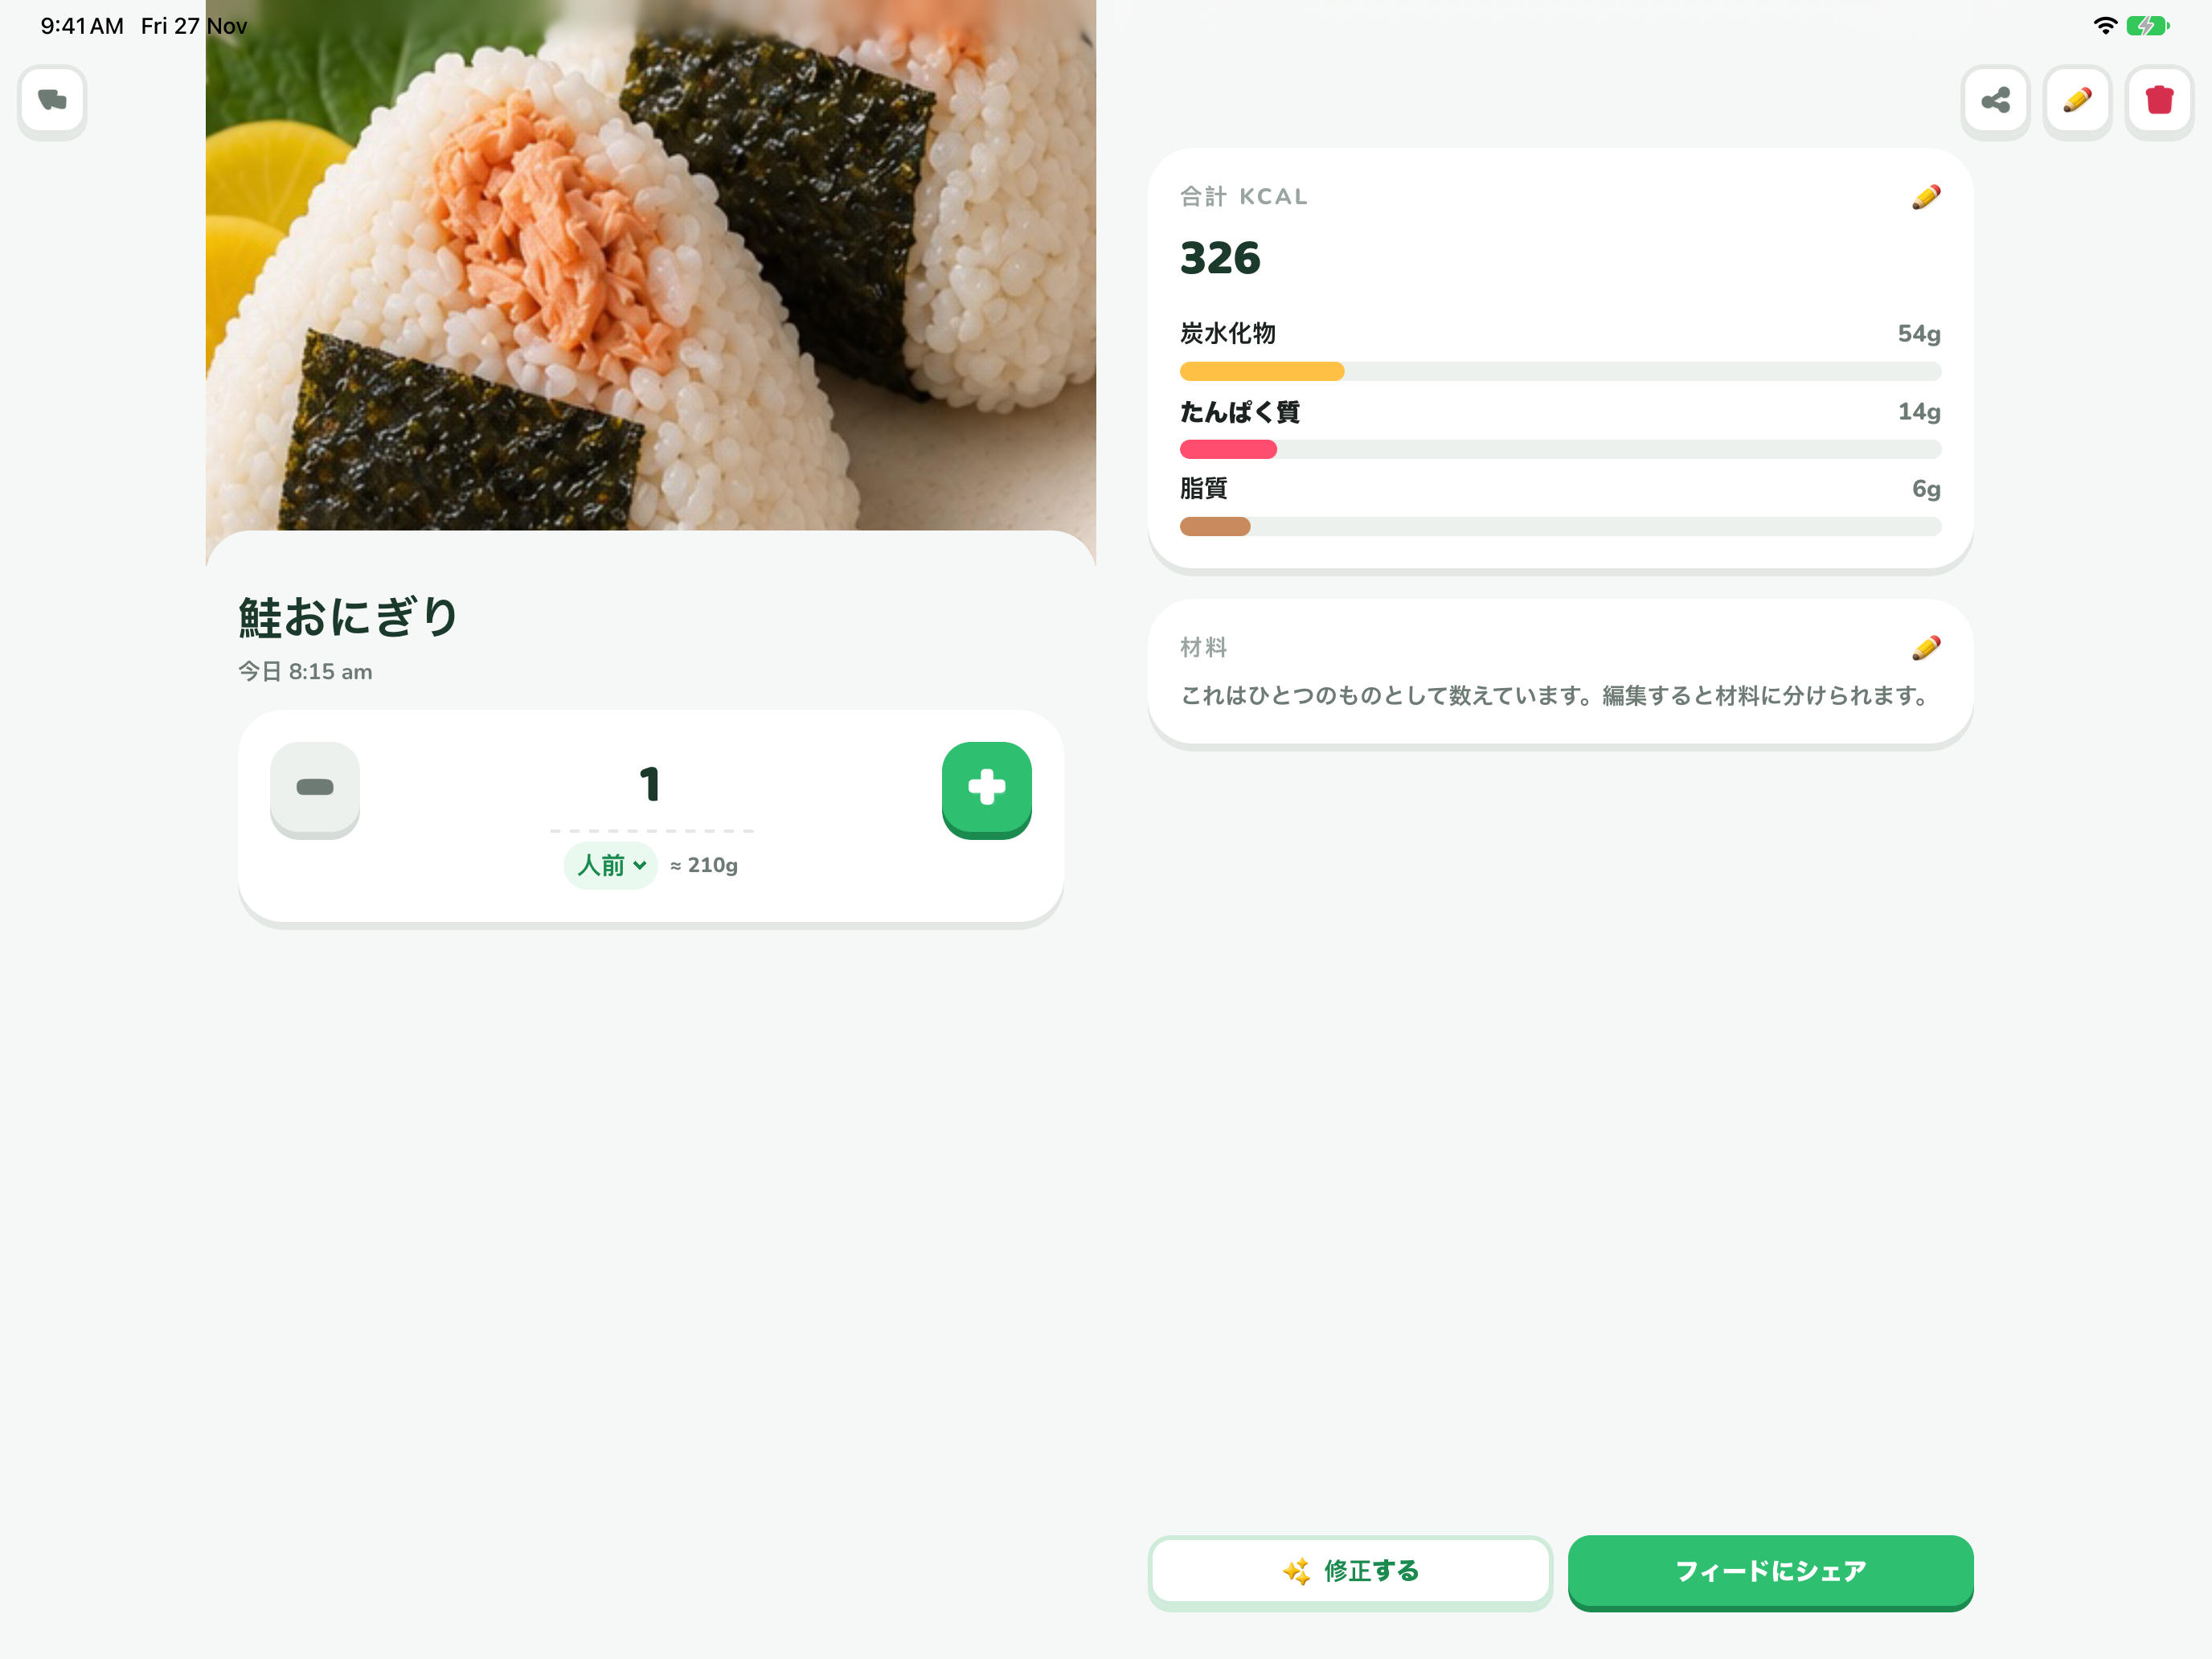 9:41 AM Fri 27 Nov
鮭おにぎり
今日 8:15 am
1
人前 ≈ 210g
合計 KCAL
326
炭水化物 54g
たんぱく質 14g
脂質 6g
材料
これはひとつのものとして数えています。編集すると材料に分けられます。
修正する
フィードにシェア